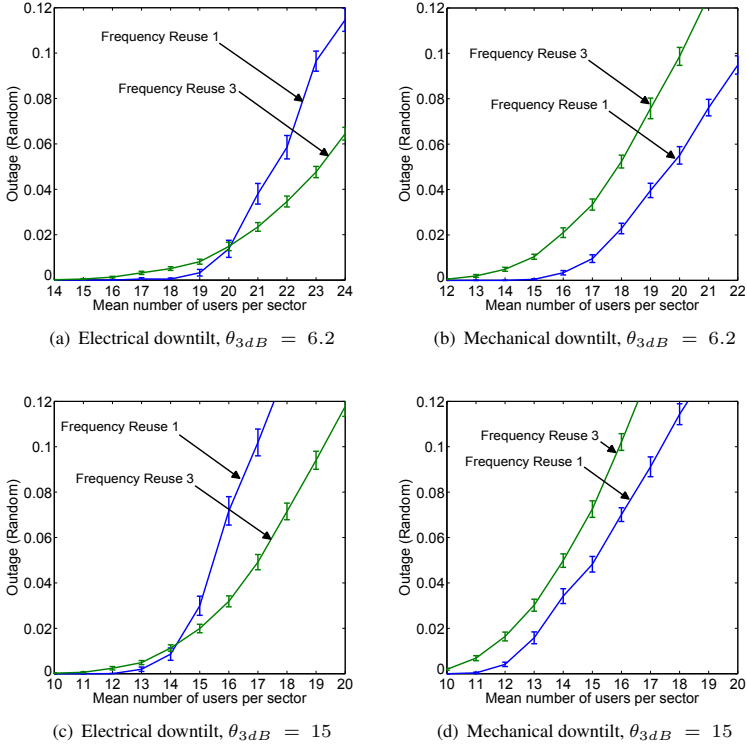 0.12
0.1
0.08
0.06
0.04
0.02
0
Outage (Random)
Frequency Reuse 1
Frequency Reuse 3
14 15 16 17 18 19 20 21 22 23 24
Mean number of users per sector
(a) Electrical downtilt, θ3dB = 6.2
0.12
0.1
0.08
0.06
0.04
0.02
0
Outage (Random)
Frequency Reuse 3
Frequency Reuse 1
12 13 14 15 16 17 18 19 20 21 22
Mean number of users per sector
(b) Mechanical downtilt, θ3dB = 6.2
0.12
0.1
0.08
0.06
0.04
0.02
0
Outage (Random)
Frequency Reuse 1
Frequency Reuse 3
10 11 12 13 14 15 16 17 18 19 20
Mean number of users per sector
(c) Electrical downtilt, θ3dB = 15
0.12
0.1
0.08
0.06
0.04
0.02
0
Outage (Random)
Frequency Reuse 3
Frequency Reuse 1
10 11 12 13 14 15 16 17 18 19 20
Mean number of users per sector
(d) Mechanical downtilt, θ3dB = 15